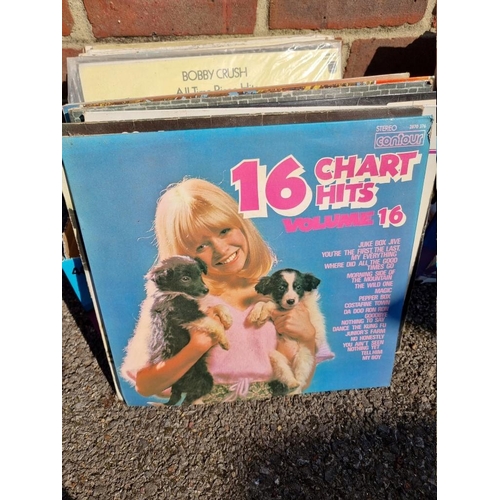 BOBBY CRUSH
STEREO
contour
16 CHART
HITS
VOLUME 16
JUKE BOX JIVE
YOU'RE THE FIRST THE LAST,
MY EVERYTHING
WHERE DID ALL THE GOOD
TIMES GO
MORNING SIDE OF
THE MOUNTAIN
THE WILD ONE
MAGIC
PEPPER BOX
COSTAFINE TOWN
DA DOO RON RON
GOODBYE
NOTHING TO SAY
DANCE THE KUNG FU
JUNIOR'S FARM
NO HONESTLY
YOU AIN'T SEEN
NOTHING YET
TELL HIM
MY BOY